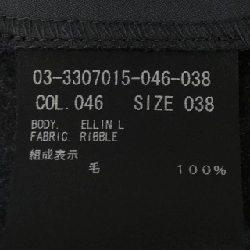 03-3307015-046-038
COL. 046 SIZE 038
BODY. ELLIN L
FABRIC. RIBBLE
組成表示
毛 100%